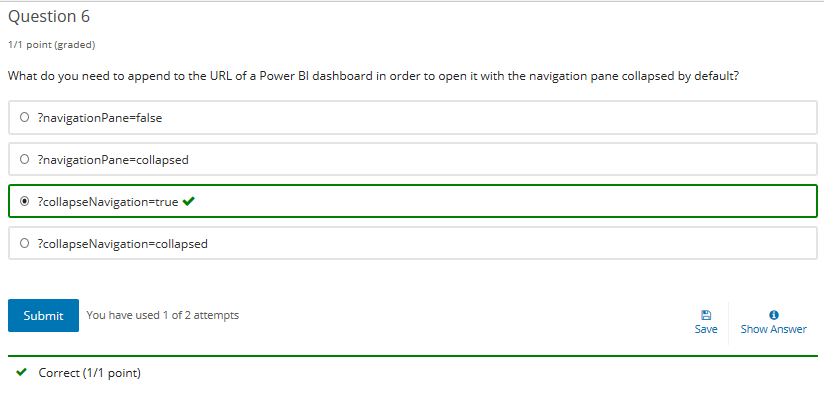 Question 6
1/1 point (graded)
What do you need to append to the URL of a Power BI dashboard in order to open it with the navigation pane collapsed by default?
?navigationPane=false
?navigationPane=collapsed
?collapseNavigation=true
?collapseNavigation=collapsed
Submit
You have used 1 of 2 attempts
Save
Show Answer
Correct (1/1 point)